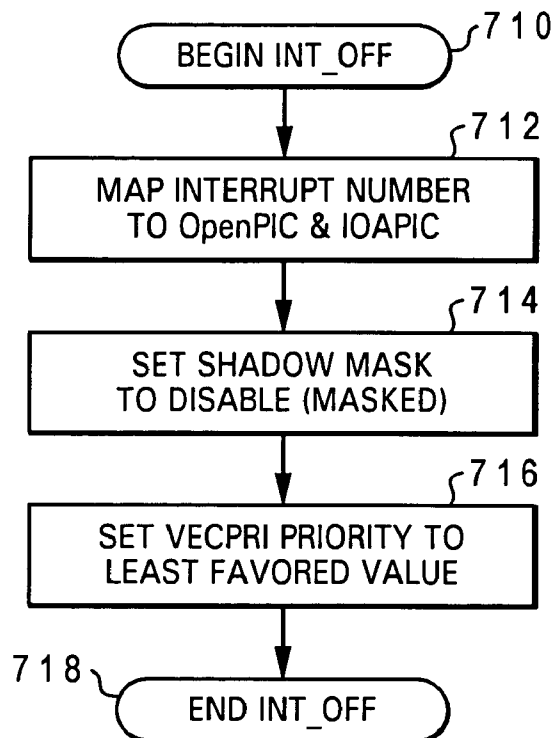 710
BEGIN INT_OFF
712
MAP INTERRUPT NUMBER
TO OpenPIC & IOAPIC
714
SET SHADOW MASK
TO DISABLE (MASKED)
716
SET VECPRI PRIORITY TO
LEAST FAVORED VALUE
718
END INT_OFF